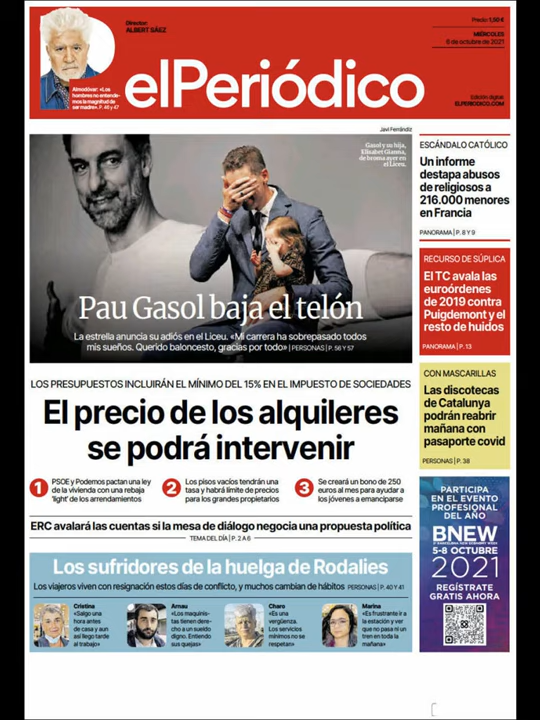 Director:
ALBERT SÁEZ
Precio: 1,50 €
MIÉRCOLES
6 de octubre de 2021
Edición digital:
ELPERIODICO.COM
Almodóvar: «Los
hombres no entende-
mos la magnitud de
ser madre». P. 46 y 47
elPeriódico
Javi Ferrándiz
Gasol y su hija,
Elisabet Gianna,
de broma ayer en
el Liceu.
Pau Gasol baja el telón
La estrella anuncia su adiós en el Liceu. «Mi carrera ha sobrepasado todos
mis sueños. Querido baloncesto, gracias por todo» | PERSONAS | P. 56 Y 57
ESCÁNDALO CATÓLICO
Un informe
destapa abusos
de religiosos a
216.000 menores
en Francia
PANORAMA | P. 8 Y 9
RECURSO DE SÚPLICA
El TC avala las
euroórdenes
de 2019 contra
Puigdemont y el
resto de huidos
PANORAMA | P. 13
CON MASCARILLAS
Las discotecas
de Catalunya
podrán reabrir
mañana con
pasaporte covid
PERSONAS | P. 38
LOS PRESUPUESTOS INCLUIRÁN EL MÍNIMO DEL 15% EN EL IMPUESTO DE SOCIEDADES
El precio de los alquileres
se podrá intervenir
1 PSOE y Podemos pactan una ley
de la vivienda con una rebaja
'light' de los arrendamientos
2 Los pisos vacíos tendrán una
tasa y habrá límite de precios
para los grandes propietarios
3 Se creará un bono de 250
euros al mes para ayudar a
los jóvenes a emanciparse
ERC avalará las cuentas si la mesa de diálogo negocia una propuesta política
TEMA DEL DÍA | P. 2 A 6
Los sufridores de la huelga de Rodalies
Los viajeros viven con resignación estos días de conflicto, y muchos cambian de hábitos PERSONAS | P. 40 Y 41
Cristina
«Salgo una
hora antes
de casa y aun
así llego tarde
al trabajo»
Arnau
«Los maquinis-
tas tienen dere-
cho a un sueldo
digno. Entiendo
sus quejas»
Charo
«Es una
vergüenza.
Los servicios
mínimos no se
respetan»
Marina
«Es frustrante ir a
la estación y ver
que no pasa ni un
tren en toda la
mañana»
PARTICIPA
EN EL EVENTO
PROFESIONAL
DEL AÑO
BNEW
5-8 OCTUBRE
2021
REGÍSTRATE
GRATIS AHORA